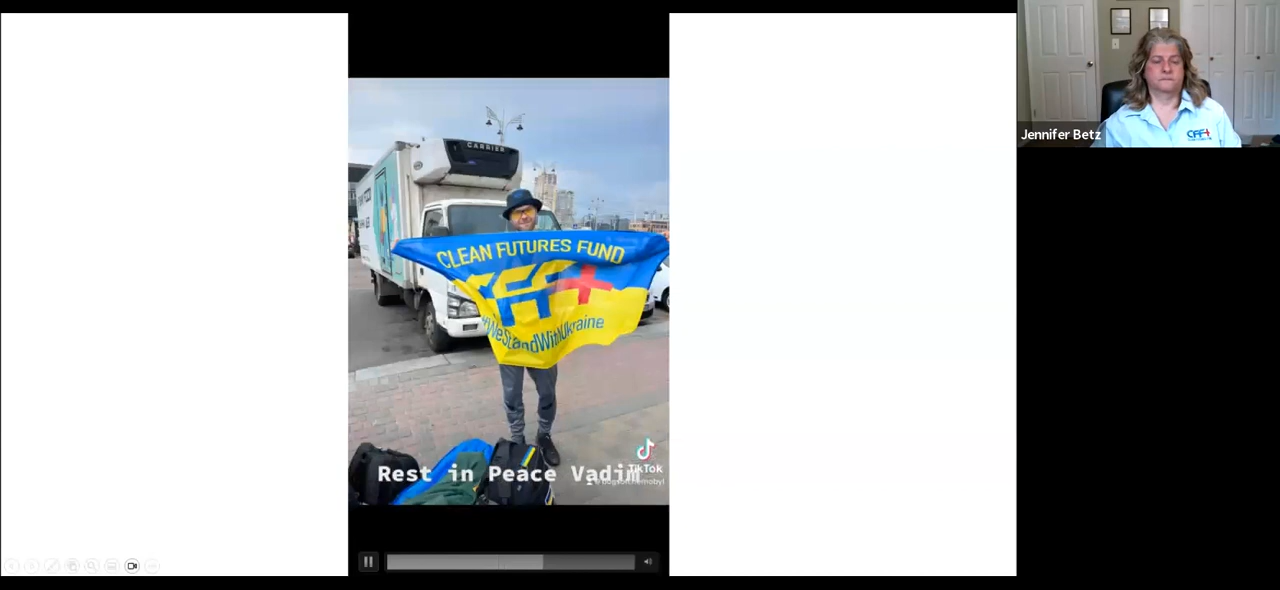 CARRIER
CLEAN FUTURES FUND
CFF+
#WeStandWithUkraine
Rest in Peace Vadim
TikTok
Jennifer Betz
CFF+